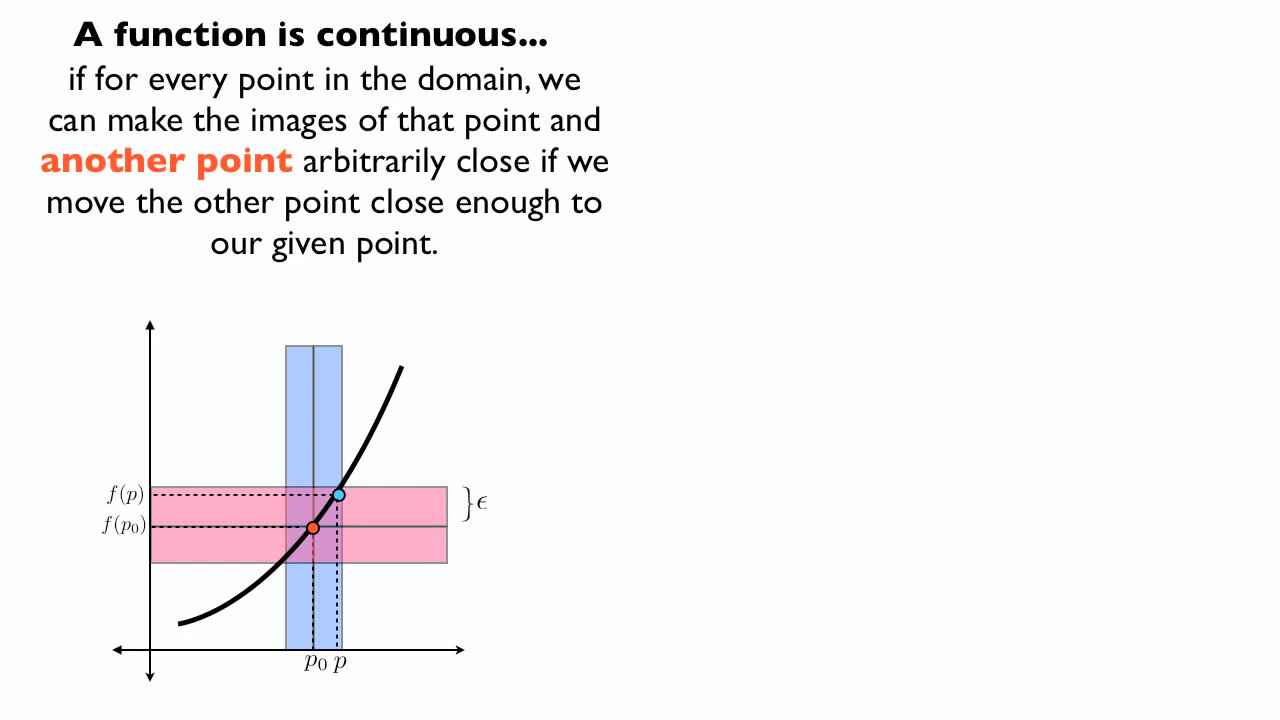 A function is continuous...
if for every point in the domain, we
can make the images of that point and
another point arbitrarily close if we
move the other point close enough to
our given point.
f(p)
}ϵ
f(p₀)
p₀ p